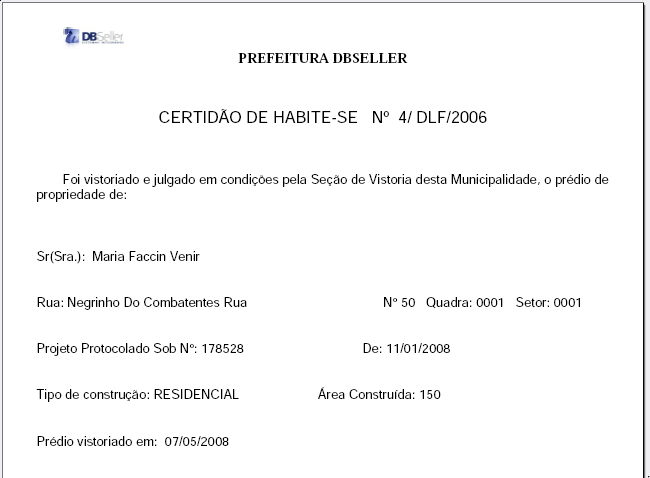 DBSeller
PREFEITURA DBSELLER
CERTIDÃO DE HABITE-SE Nº 4/ DLF/2006
Foi vistoriado e julgado em condições pela Seção de Vistoria desta Municipalidade, o prédio de
propriedade de:
Sr(Sra.): Maria Faccin Venir
Rua: Negrinho Do Combatentes Rua Nº 50 Quadra: 0001 Setor: 0001
Projeto Protocolado Sob Nº: 178528 De: 11/01/2008
Tipo de construção: RESIDENCIAL Área Construída: 150
Prédio vistoriado em: 07/05/2008